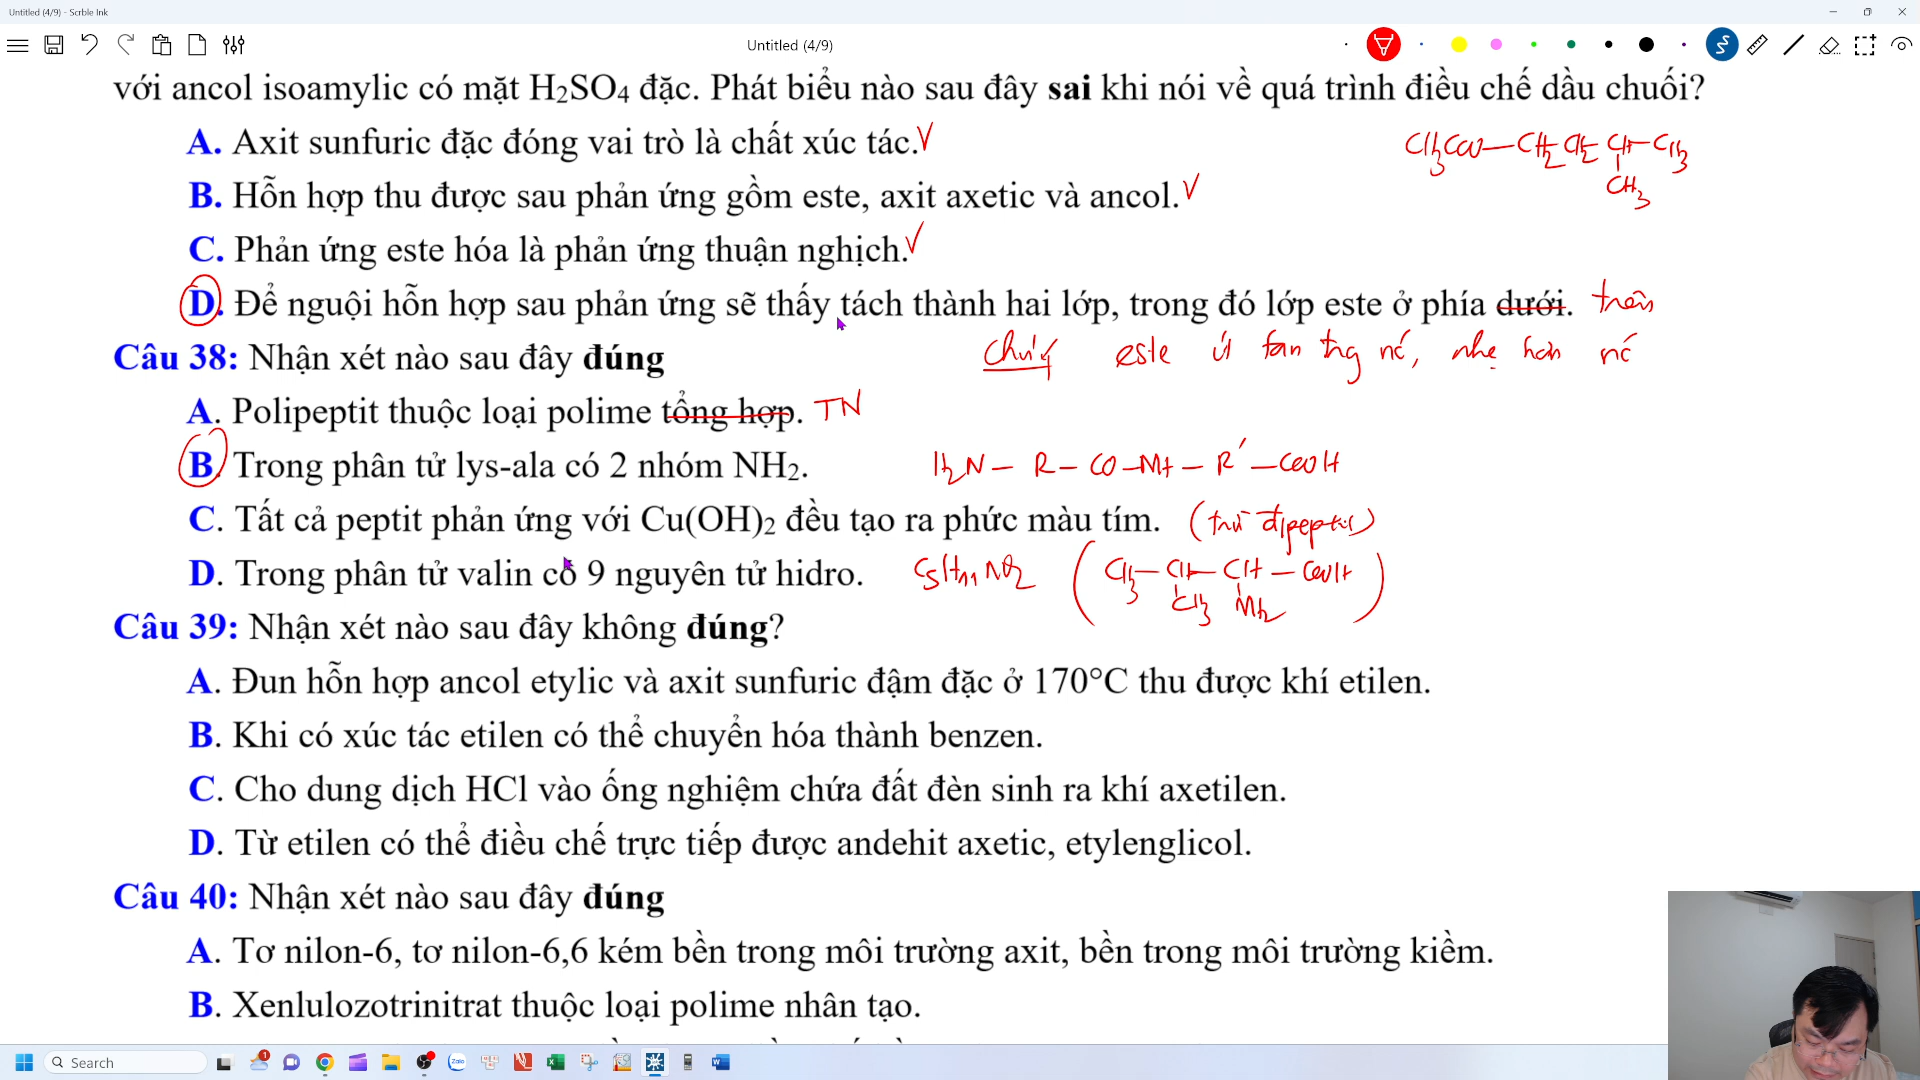 Untitled (4/9) - Scrble Ink
Untitled (4/9)
với ancol isoamylic có mặt H₂SO₄ đặc. Phát biểu nào sau đây sai khi nói về quá trình điều chế dầu chuối?
A. Axit sunfuric đặc đóng vai trò là chất xúc tác. V
CH₃COO—CH₂-CH₂-CH-CH₃
CH₃
B. Hỗn hợp thu được sau phản ứng gồm este, axit axetic và ancol. V
C. Phản ứng este hóa là phản ứng thuận nghịch. V
D. Để nguội hỗn hợp sau phản ứng sẽ thấy tách thành hai lớp, trong đó lớp este ở phía dưới. trên
Chú ý este ít tan trg nc, nhẹ hơn nc
Câu 38: Nhận xét nào sau đây đúng
A. Polipeptit thuộc loại polime tổng hợp. TN
B. Trong phân tử lys-ala có 2 nhóm NH₂. H₂N – R – CO –NH – R' –COOH
C. Tất cả peptit phản ứng với Cu(OH)₂ đều tạo ra phức màu tím. (trừ đipeptit)
D. Trong phân tử valin có 9 nguyên tử hidro. C₅H₁₁NO₂ (CH₃–CH–CH–COOH)
CH₃ NH₂
Câu 39: Nhận xét nào sau đây không đúng?
A. Đun hỗn hợp ancol etylic và axit sunfuric đậm đặc ở 170°C thu được khí etilen.
B. Khi có xúc tác etilen có thể chuyển hóa thành benzen.
C. Cho dung dịch HCl vào ống nghiệm chứa đất đèn sinh ra khí axetilen.
D. Từ etilen có thể điều chế trực tiếp được andehit axetic, etylenglicol.
Câu 40: Nhận xét nào sau đây đúng
A. Tơ nilon-6, tơ nilon-6,6 kém bền trong môi trường axit, bền trong môi trường kiềm.
B. Xenlulozotrinitrat thuộc loại polime nhân tạo.
Search
1
Zalo